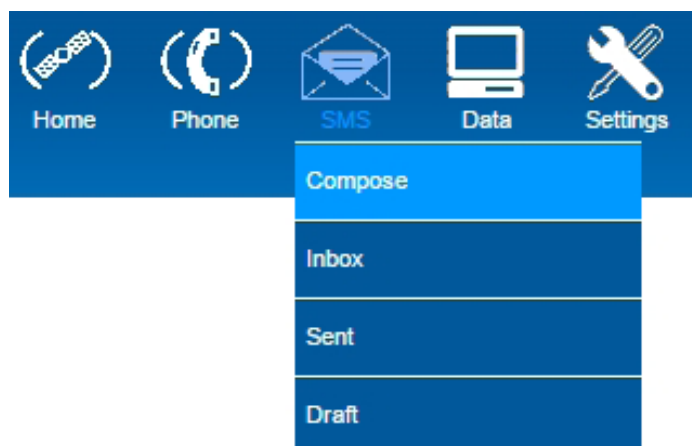 Home Phone SMS Data Settings
Compose
Inbox
Sent
Draft